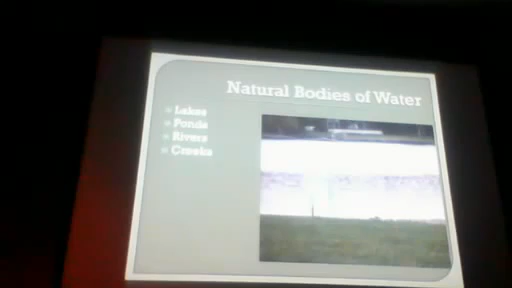 Natural Bodies of Water
Lakes
Ponds
Rivers
Creeks